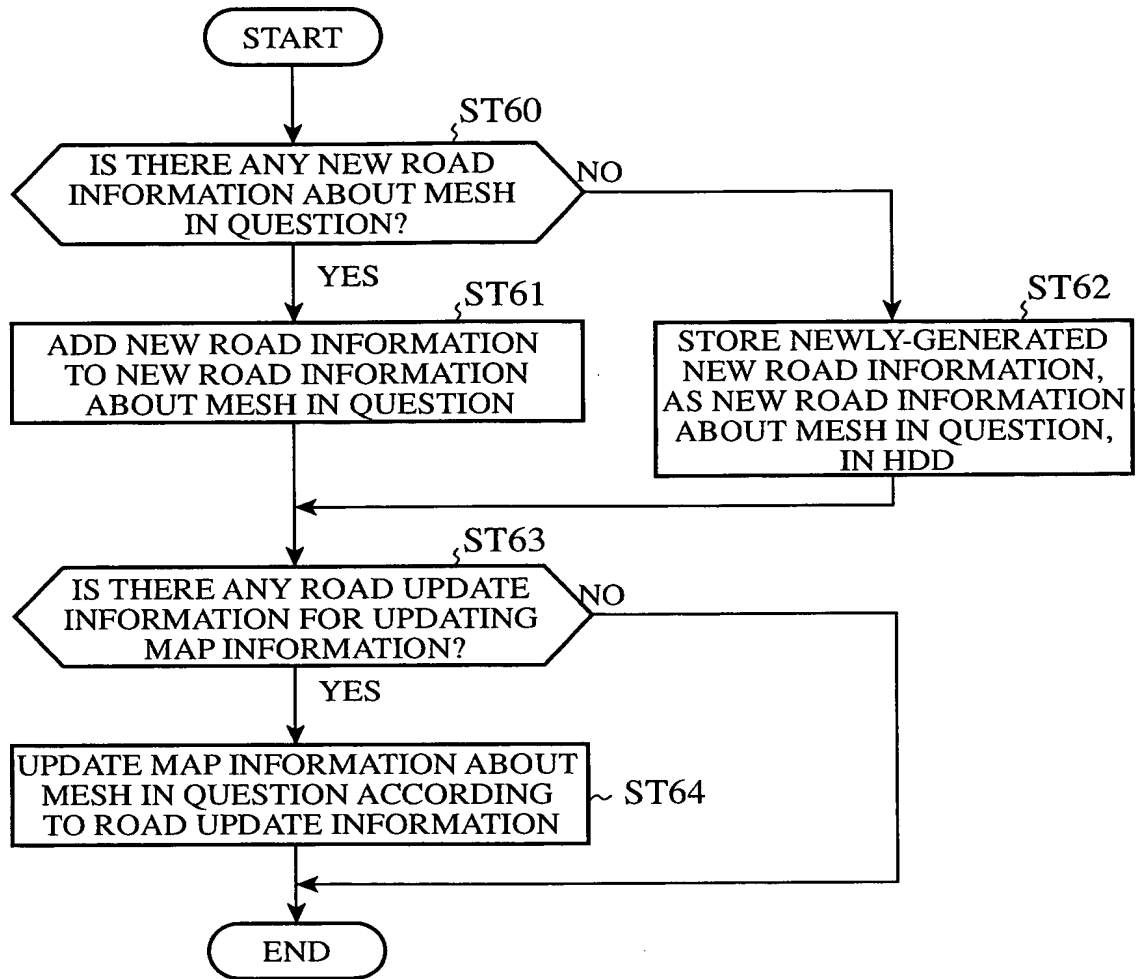 START
ST60
IS THERE ANY NEW ROAD
INFORMATION ABOUT MESH
IN QUESTION?
NO
YES
ST61
ADD NEW ROAD INFORMATION
TO NEW ROAD INFORMATION
ABOUT MESH IN QUESTION
ST62
STORE NEWLY-GENERATED
NEW ROAD INFORMATION,
AS NEW ROAD INFORMATION
ABOUT MESH IN QUESTION,
IN HDD
ST63
IS THERE ANY ROAD UPDATE
INFORMATION FOR UPDATING
MAP INFORMATION?
NO
YES
UPDATE MAP INFORMATION ABOUT
MESH IN QUESTION ACCORDING
TO ROAD UPDATE INFORMATION
ST64
END